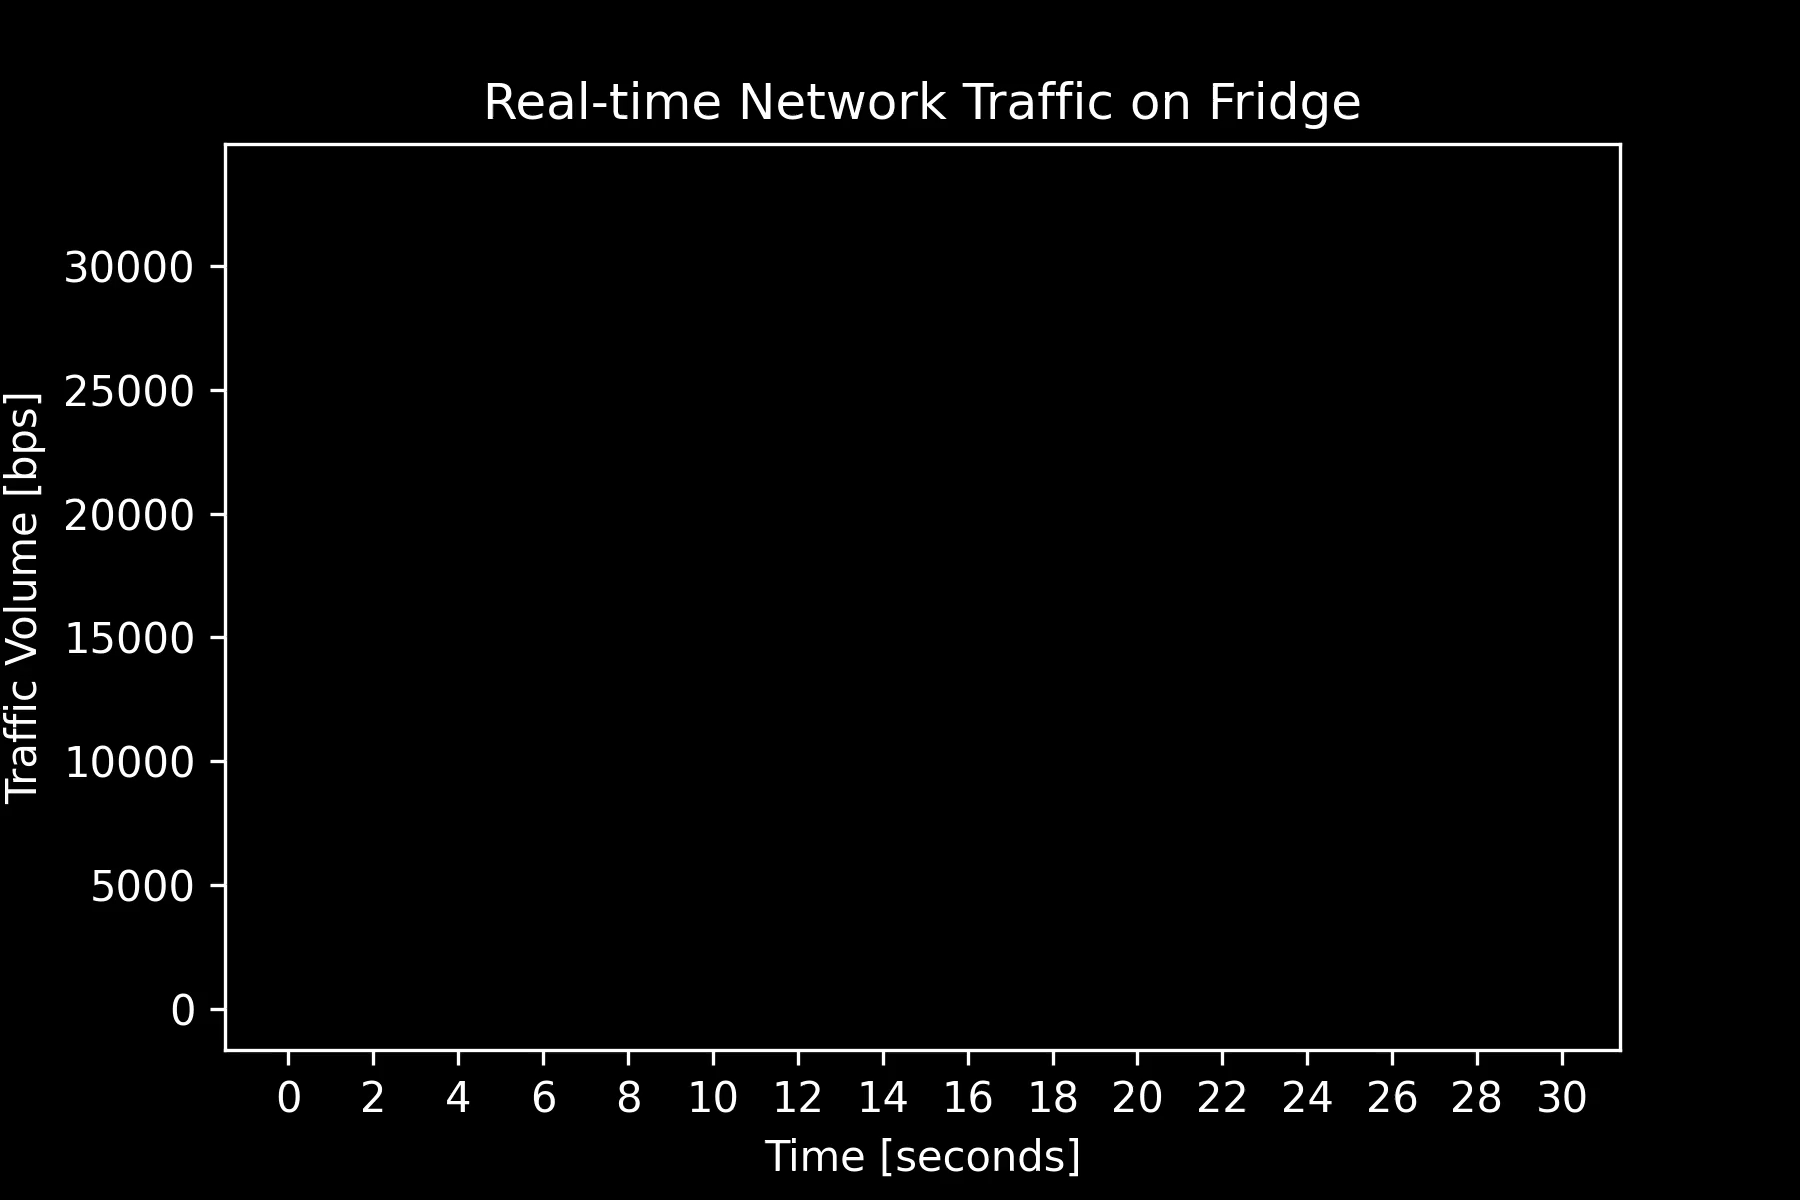 Real-time Network Traffic on Fridge
Traffic Volume [bps]
30000
25000
20000
15000
10000
5000
0
0 2 4 6 8 10 12 14 16 18 20 22 24 26 28 30
Time [seconds]